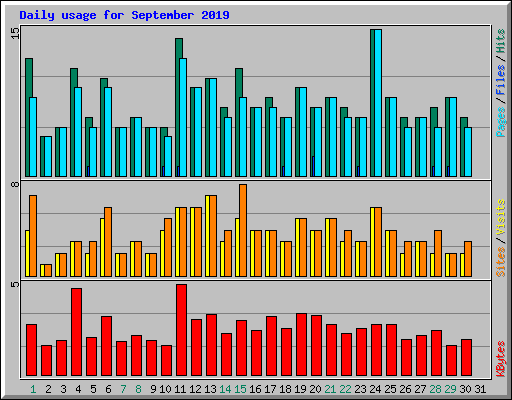 Daily usage for September 2019
15
Pages / Files / Hits
8
Sites / Visits
5
KBytes
1 2 3 4 5 6 7 8 9 10 11 12 13 14 15 16 17 18 19 20 21 22 23 24 25 26 27 28 29 30 31